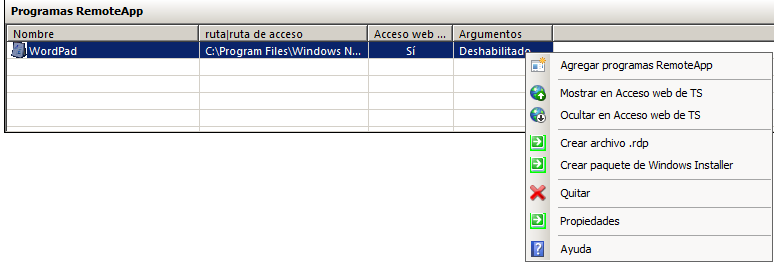 Programas RemoteApp
Nombre ruta|ruta de acceso Acceso web ... Argumentos
WordPad C:\Program Files\Windows N... Sí Deshabilitado
Agregar programas RemoteApp
Mostrar en Acceso web de TS
Ocultar en Acceso web de TS
Crear archivo .rdp
Crear paquete de Windows Installer
Quitar
Propiedades
Ayuda